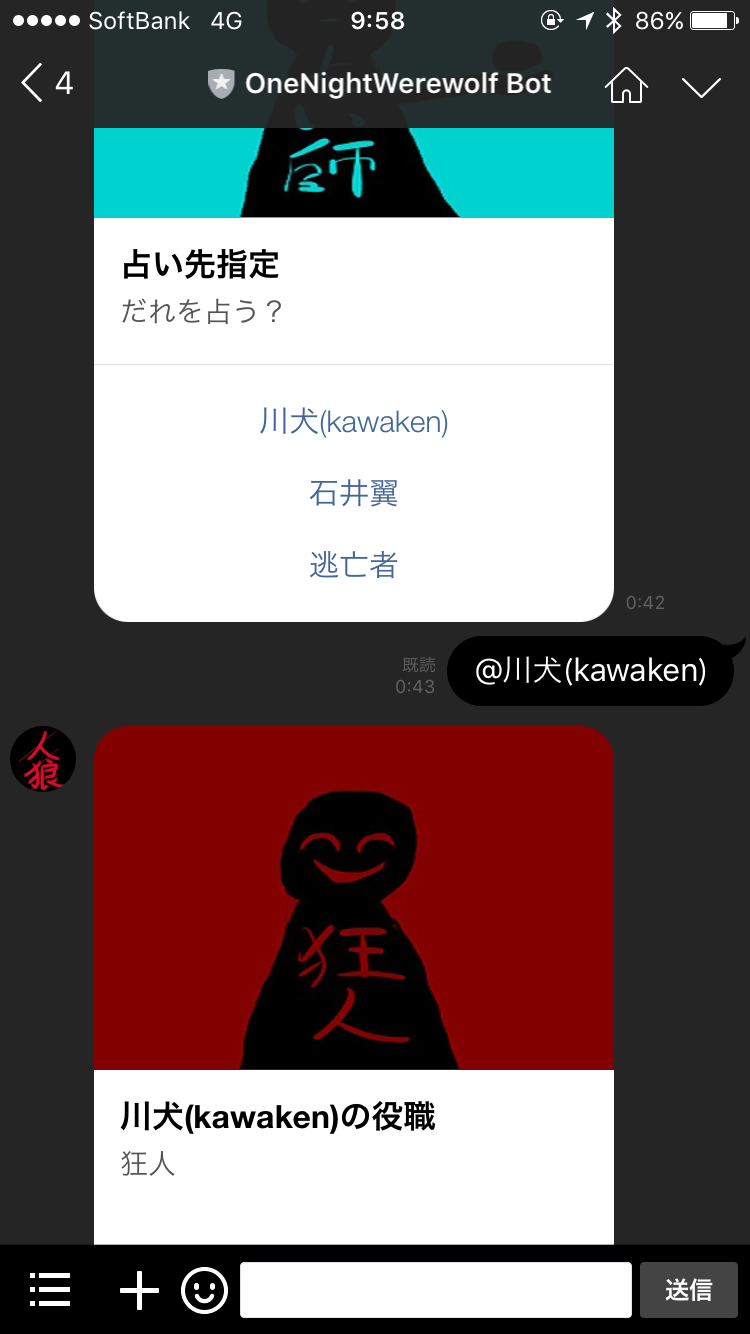 SoftBank 4G 9:58 86%
4 OneNightWerewolf Bot
師
占い先指定
だれを占う？
川犬(kawaken)
石井翼
逃亡者
0:42
既読
0:43
@川犬(kawaken)
人狼
狂人
川犬(kawaken)の役職
狂人
送信